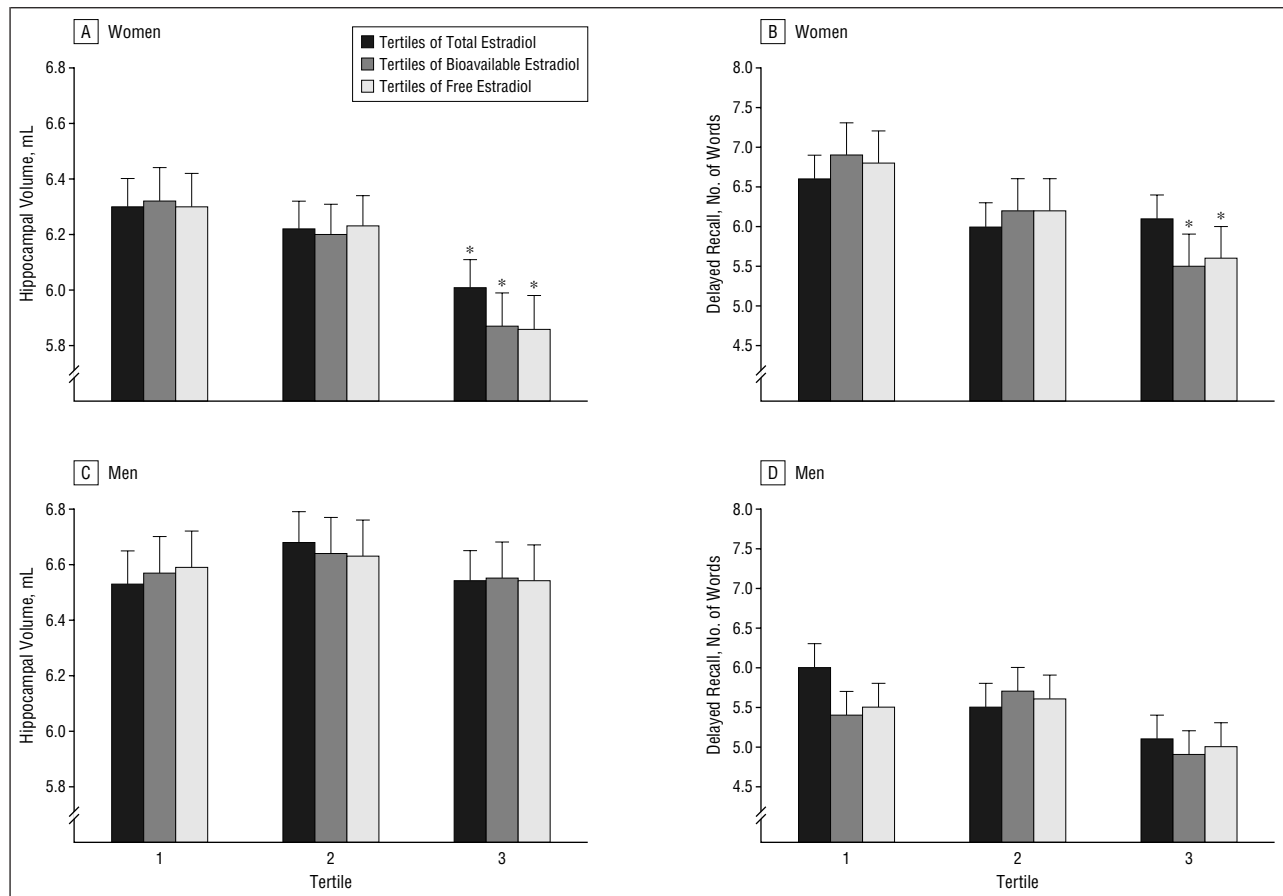 A Women
Tertiles of Total Estradiol
Tertiles of Bioavailable Estradiol
Tertiles of Free Estradiol
Hippocampal Volume, mL
6.8
6.6
6.4
6.2
6.0
5.8
* * *
B Women
Delayed Recall, No. of Words
8.0
7.5
7.0
6.5
6.0
5.5
5.0
4.5
* *
C Men
Hippocampal Volume, mL
6.8
6.6
6.4
6.2
6.0
5.8
1 2 3
Tertile
D Men
Delayed Recall, No. of Words
8.0
7.5
7.0
6.5
6.0
5.5
5.0
4.5
1 2 3
Tertile